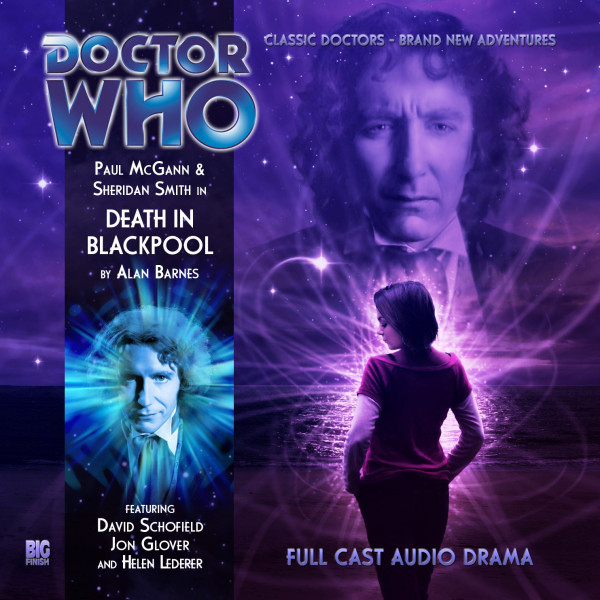 DOCTOR
WHO
CLASSIC DOCTORS - BRAND NEW ADVENTURES
PAUL MCGANN &
SHERIDAN SMITH IN
DEATH IN
BLACKPOOL
BY ALAN BARNES
FEATURING
DAVID SCHOFIELD
JON GLOVER
AND HELEN LEDERER
BIG
FINISH
FULL CAST AUDIO DRAMA